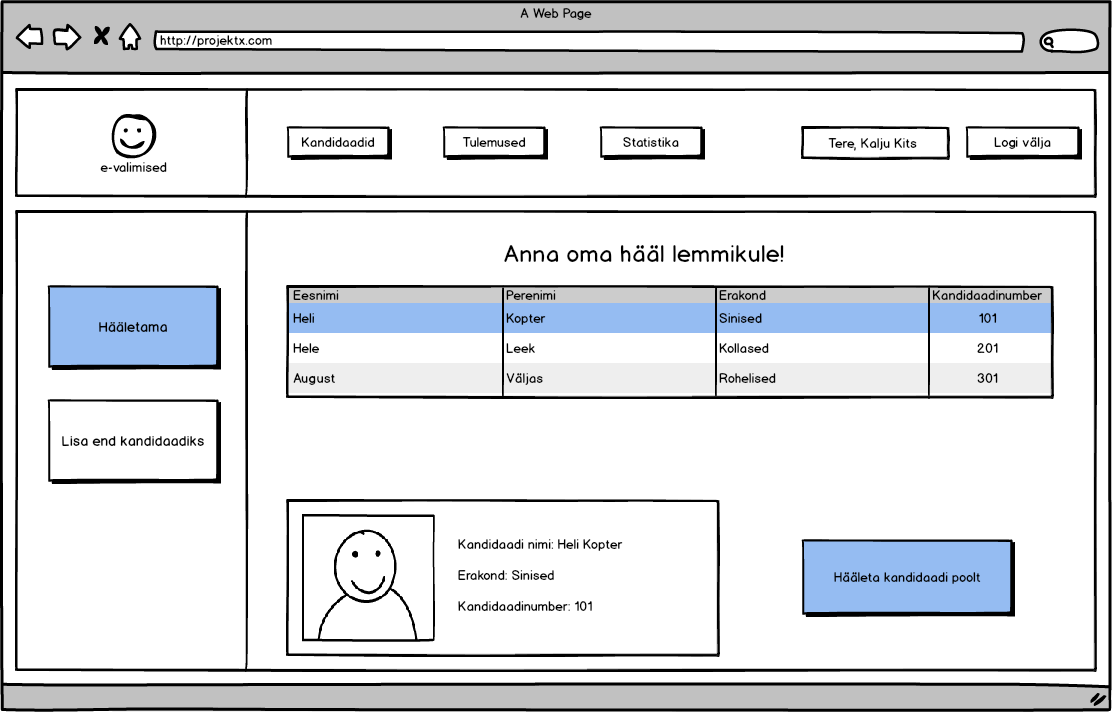 A Web Page
http://projektx.com
e-valimised
Kandidaadid
Tulemused
Statistika
Tere, Kalju Kits
Logi välja
Hääletama
Lisa end kandidaadiks
Anna oma hääl lemmikule!
Eesnimi Perenimi Erakond Kandidaadinumber
Heli Kopter Sinised 101
Hele Leek Kollased 201
August Väljas Rohelised 301
Kandidaadi nimi: Heli Kopter
Erakond: Sinised
Kandidaadinumber: 101
Hääleta kandidaadi poolt